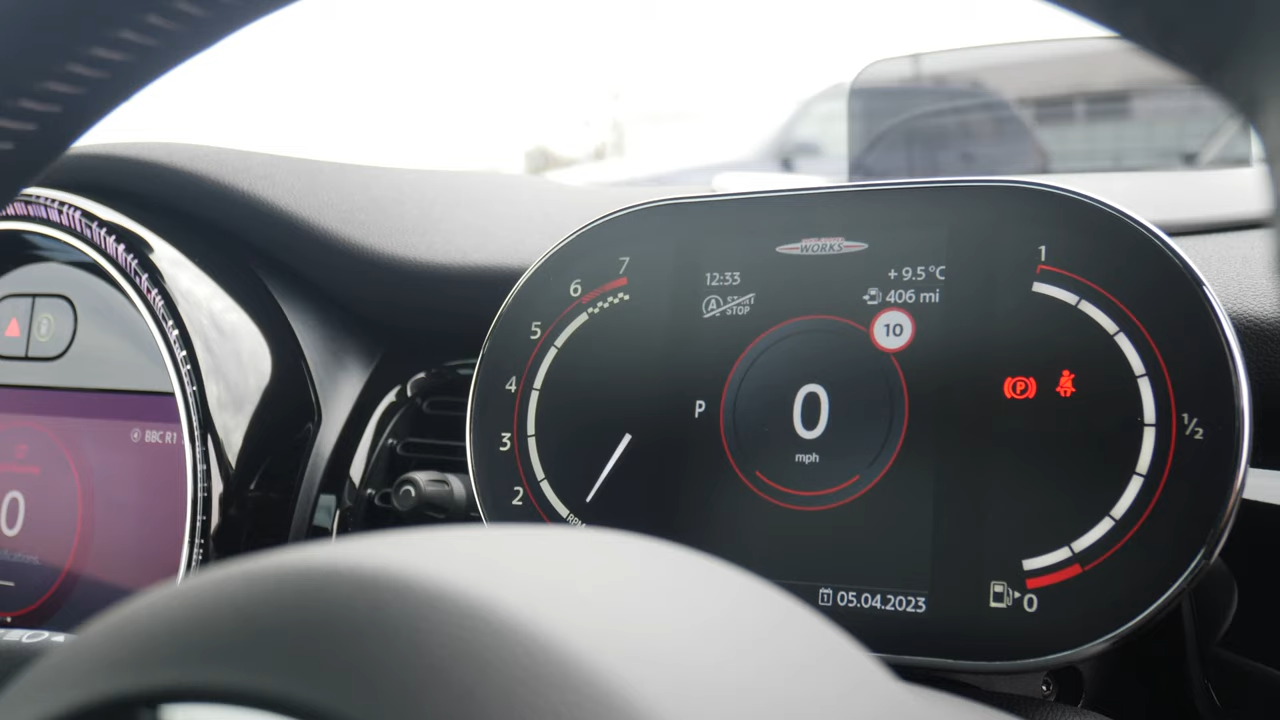 BBC R1
0
7
6
5
4
3
2
RPM
WORKS
12:33
A START
STOP
+ 9.5 °C
406 mi
10
P
0
mph
05.04.2023
1
P
1/2
0